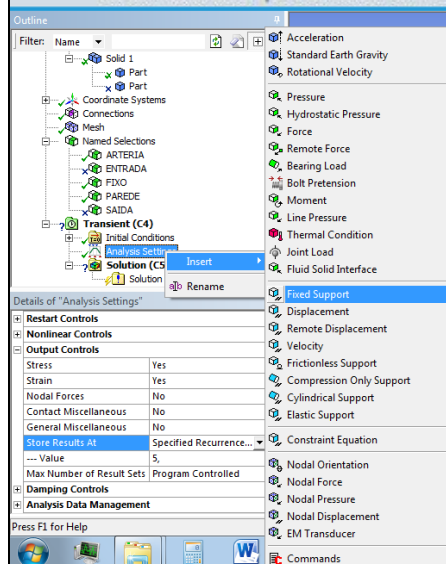 Outline
Filter: Name
Solid 1
Part
Part
Coordinate Systems
Connections
Mesh
Named Selections
ARTERIA
ENTRADA
FIXO
PAREDE
SAIDA
Transient (C4)
Initial Conditions
Analysis Settings
Solution (C5
Solution
Insert
Rename
Details of "Analysis Settings"
Restart Controls
Nonlinear Controls
Output Controls
Stress Yes
Strain Yes
Nodal Forces No
Contact Miscellaneous No
General Miscellaneous No
Store Results At Specified Recurrence...
--- Value 5,
Max Number of Result Sets Program Controlled
Damping Controls
Analysis Data Management
Press F1 for Help
W
Acceleration
Standard Earth Gravity
Rotational Velocity
Pressure
Hydrostatic Pressure
Force
Remote Force
Bearing Load
Bolt Pretension
Moment
Line Pressure
Thermal Condition
Joint Load
Fluid Solid Interface
Fixed Support
Displacement
Remote Displacement
Velocity
Frictionless Support
Compression Only Support
Cylindrical Support
Elastic Support
Constraint Equation
Nodal Orientation
Nodal Force
Nodal Pressure
Nodal Displacement
EM Transducer
Commands